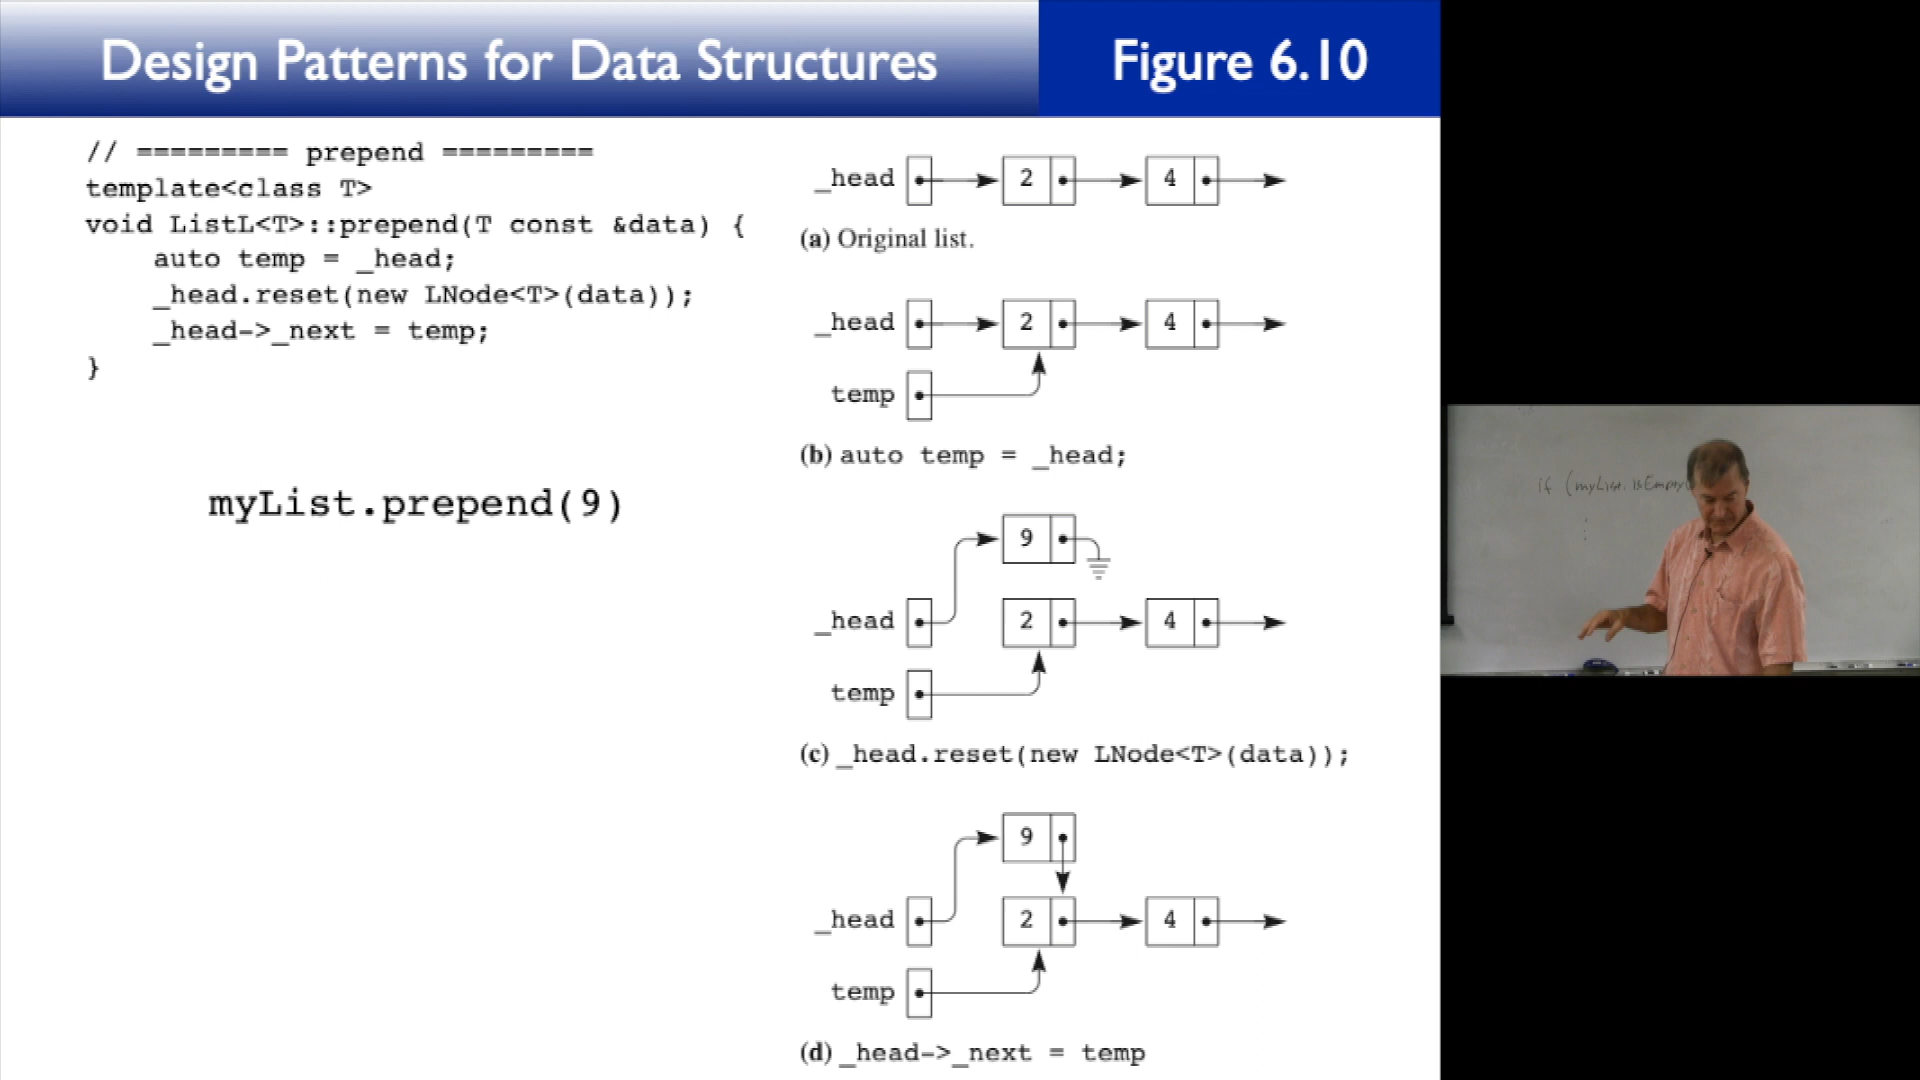 Design Patterns for Data Structures
Figure 6.10
// ========= prepend =========
template<class T>
void ListL<T>::prepend(T const &data) {
    auto temp = _head;
    _head.reset(new LNode<T>(data));
    _head->_next = temp;
}
myList.prepend(9)
_head 2 4
(a) Original list.
_head 2 4
temp
(b) auto temp = _head;
9
_head 2 4
temp
(c) _head.reset(new LNode<T>(data));
9
_head 2 4
temp
(d) _head->_next = temp
if (myList.isEmpty